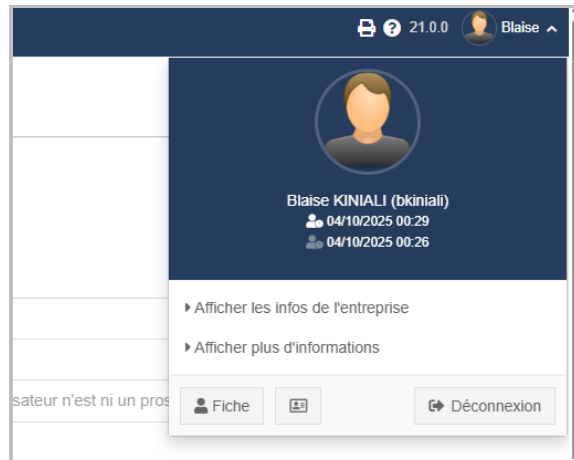 21.0.0 Blaise
Blaise KINIALI (bkiniali)
04/10/2025 00:29
04/10/2025 00:26
Afficher les infos de l'entreprise
Afficher plus d'informations
sateur n'est ni un pros
Fiche Déconnexion